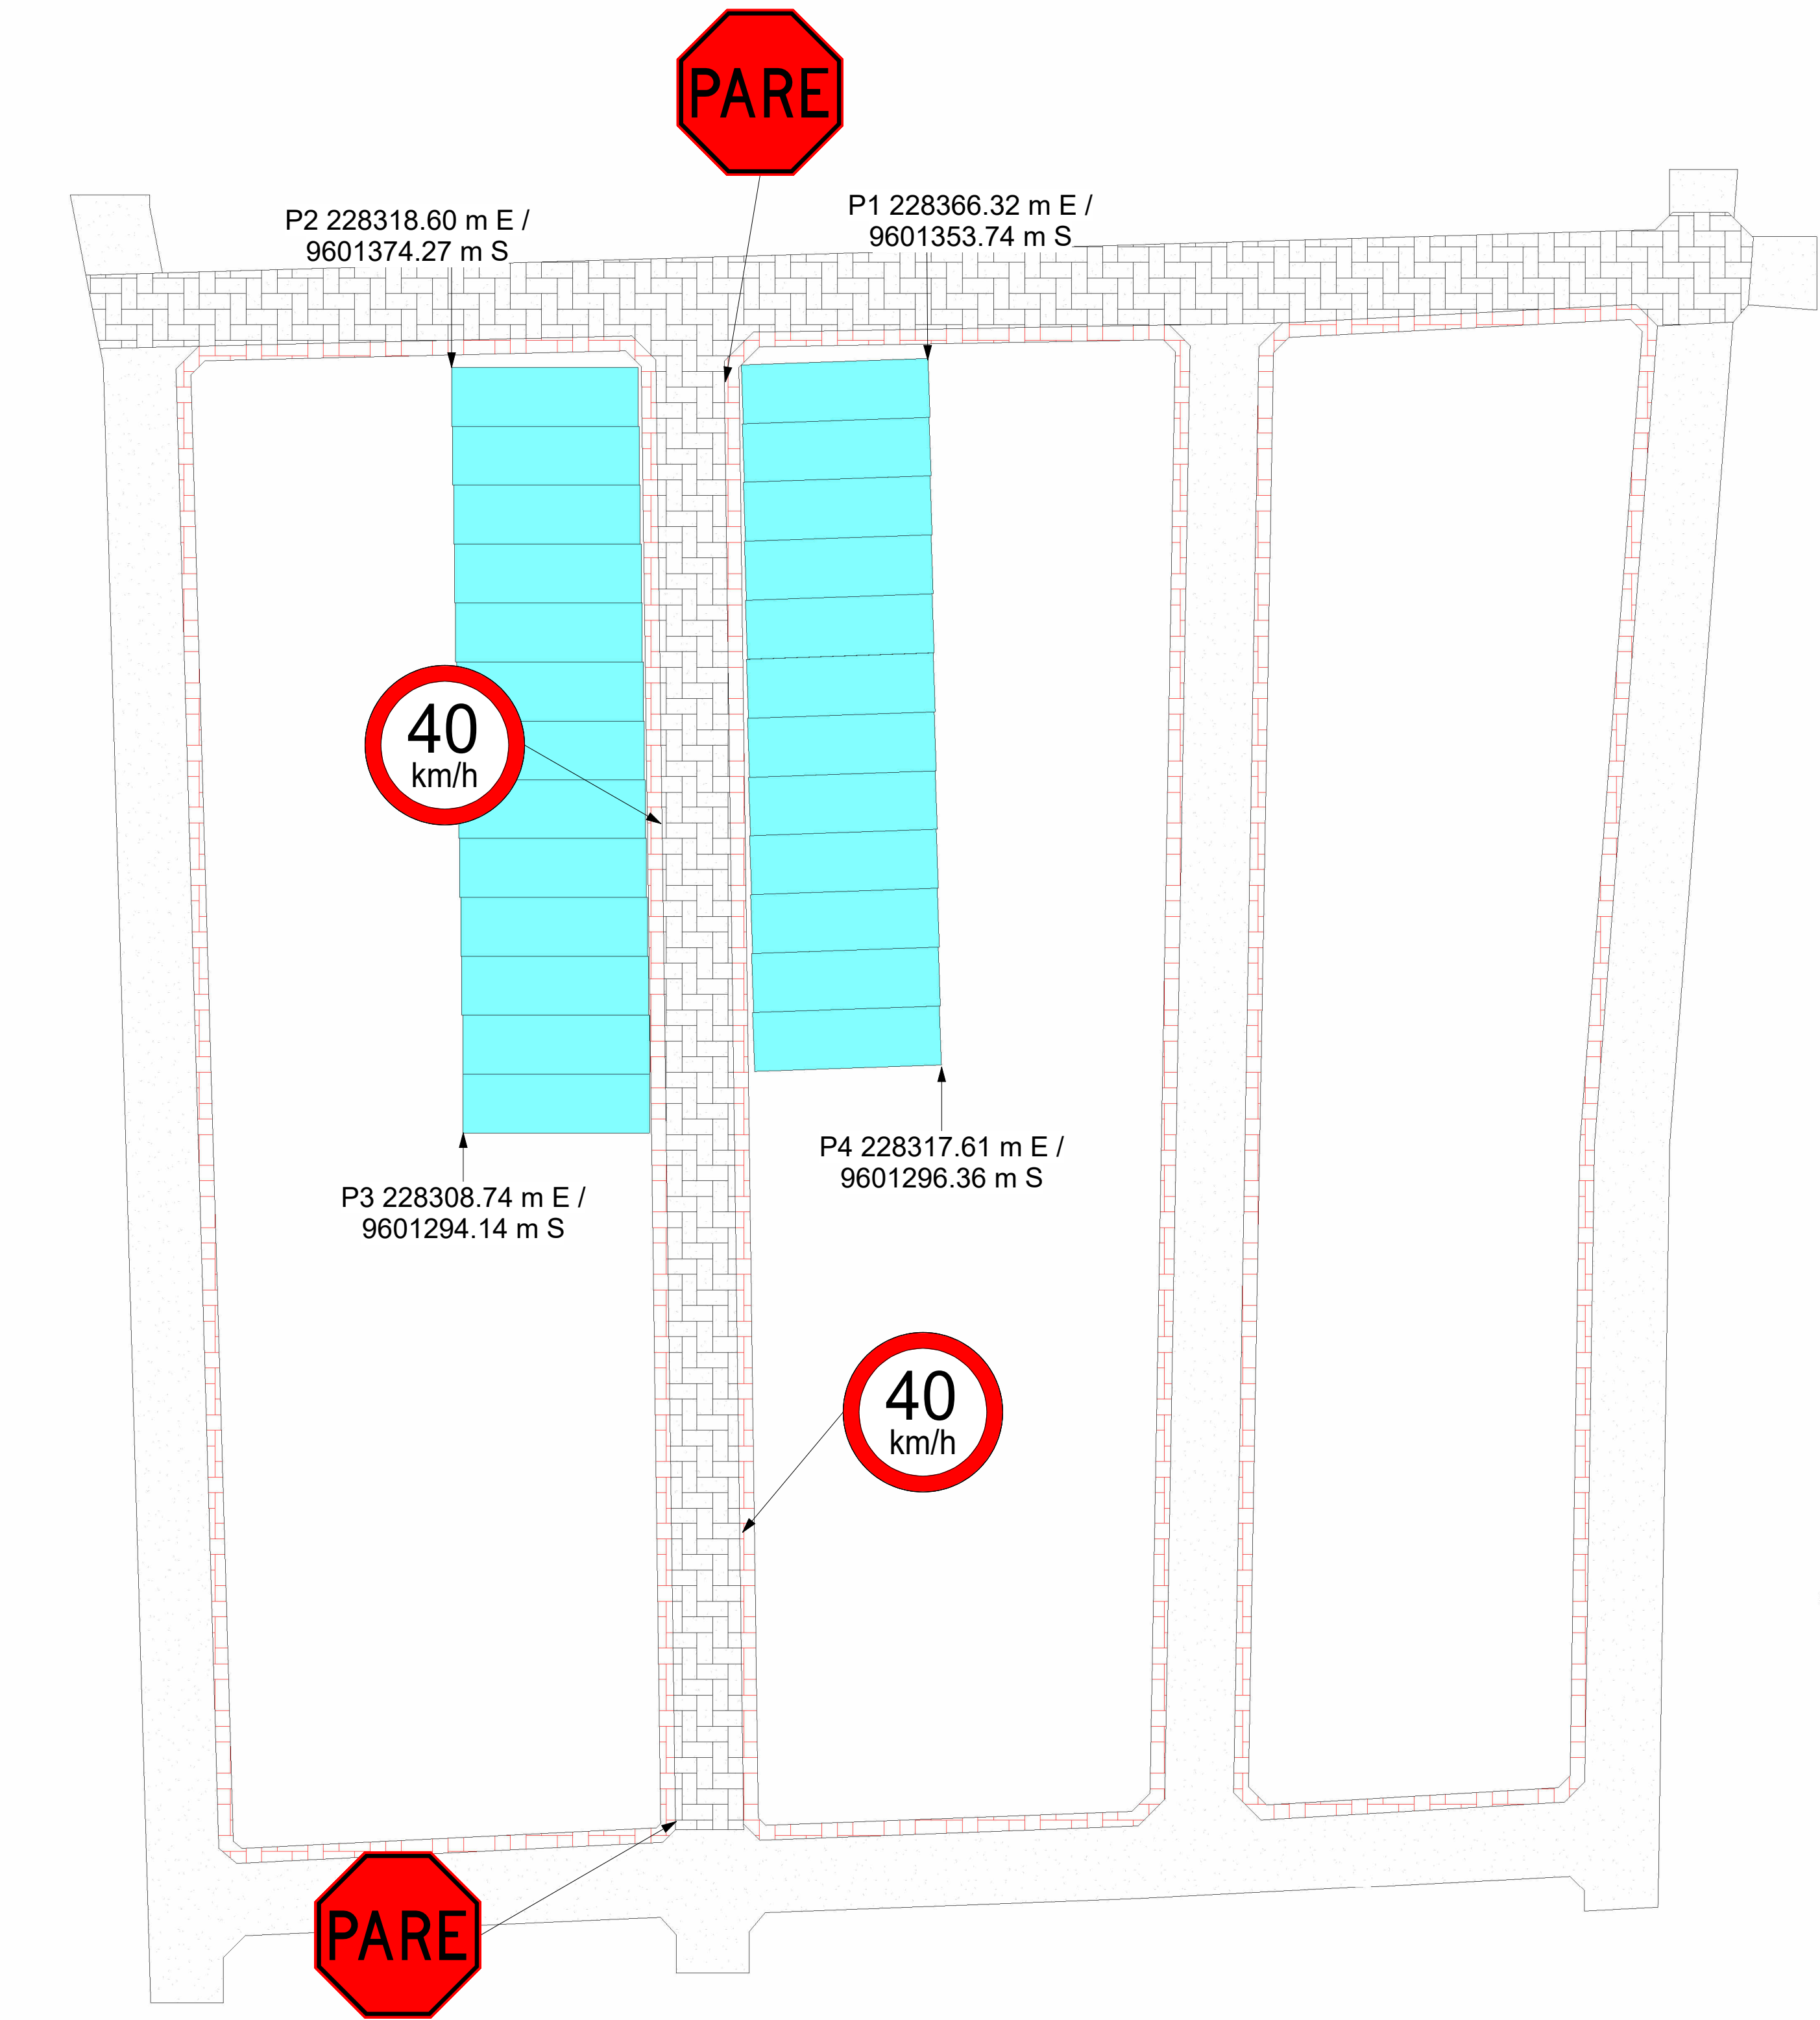 PARE
P2 228318.60 m E /
9601374.27 m S
P1 228366.32 m E /
9601353.74 m S
40
km/h
P4 228317.61 m E /
9601296.36 m S
P3 228308.74 m E /
9601294.14 m S
40
km/h
PARE